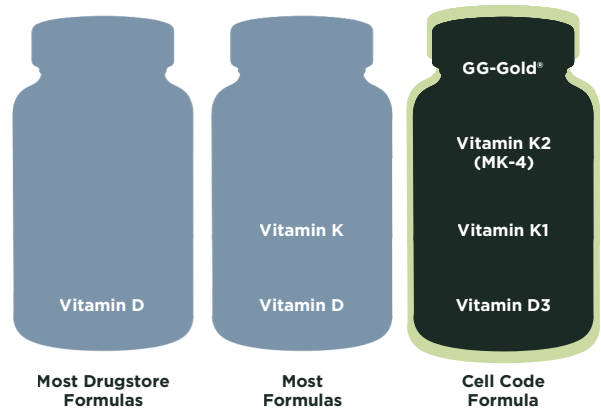 GG-Gold®
Vitamin K2
(MK-4)
Vitamin K
Vitamin K1
Vitamin D
Vitamin D
Vitamin D3
Most Drugstore
Formulas
Most
Formulas
Cell Code
Formula